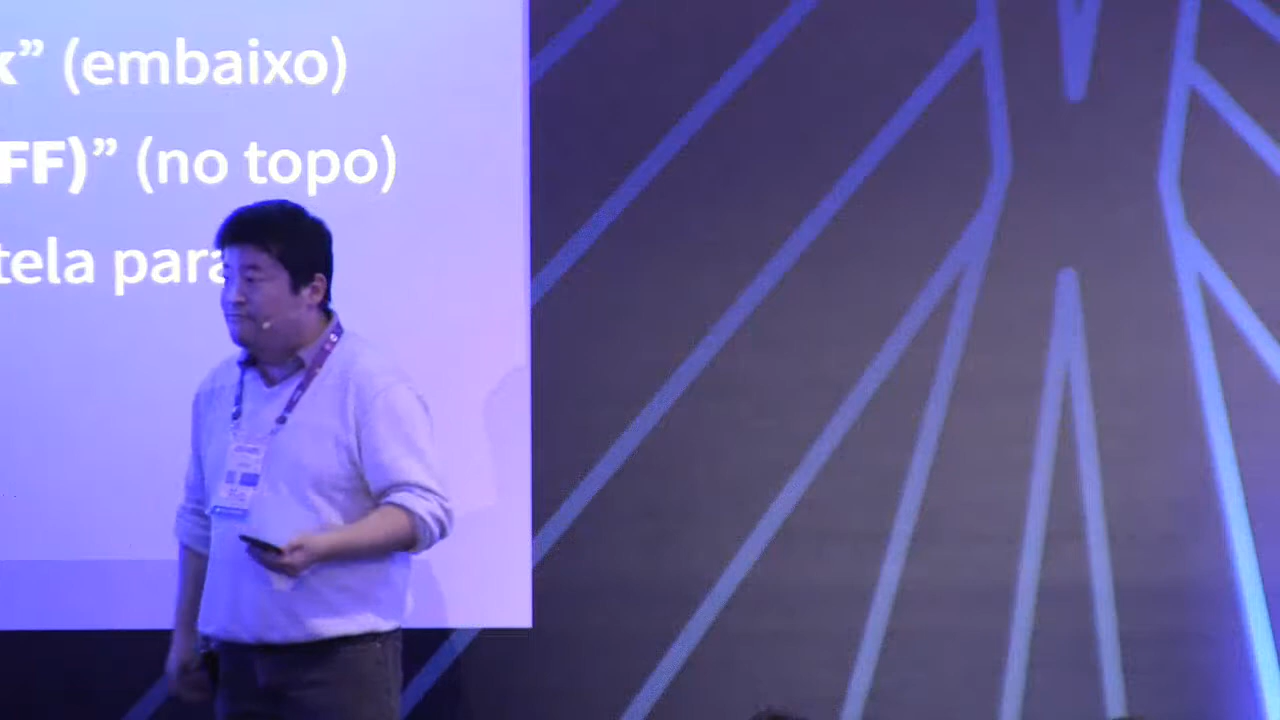 k” (embaixo)
FF)” (no topo)
tela para